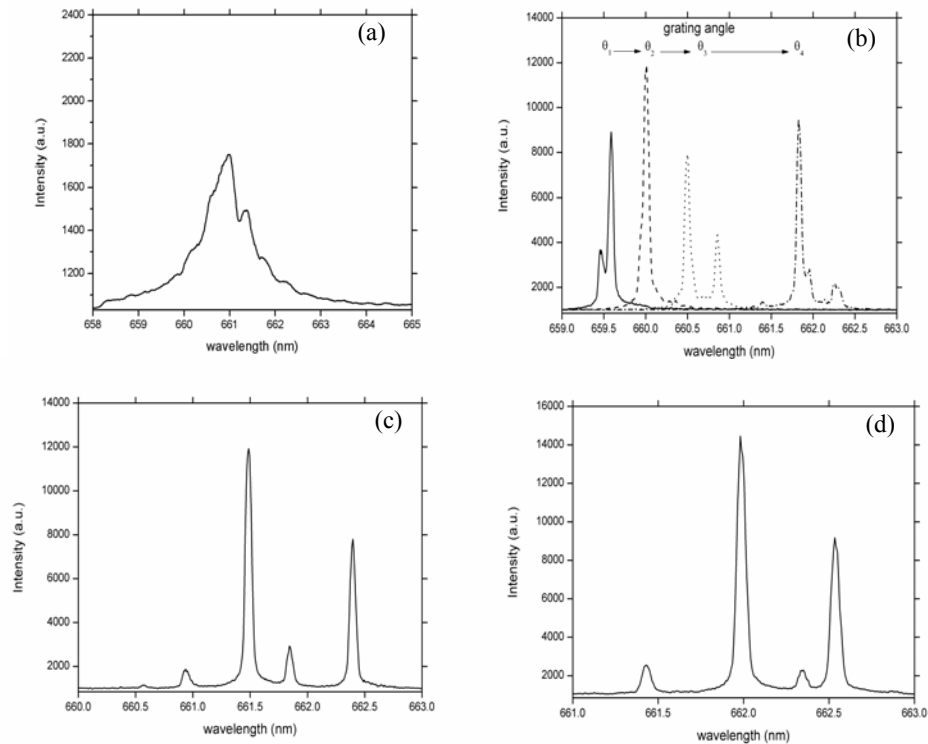 (a)
Intensity (a.u.)
2400
2200
2000
1800
1600
1400
1200
658 659 660 661 662 663 664 665
wavelength (nm)
(b)
grating angle
θ1 θ2 θ3 θ4
Intensity (a.u.)
14000
12000
10000
8000
6000
4000
2000
659.0 659.5 660.0 660.5 661.0 661.5 662.0 662.5 663.0
wavelength (nm)
(c)
Intensity (a.u.)
14000
12000
10000
8000
6000
4000
2000
660.0 660.5 661.0 661.5 662.0 662.5 663.0
wavelength (nm)
(d)
Intensity (a.u.)
16000
14000
12000
10000
8000
6000
4000
2000
661.0 661.5 662.0 662.5 663.0
wavelength (nm)